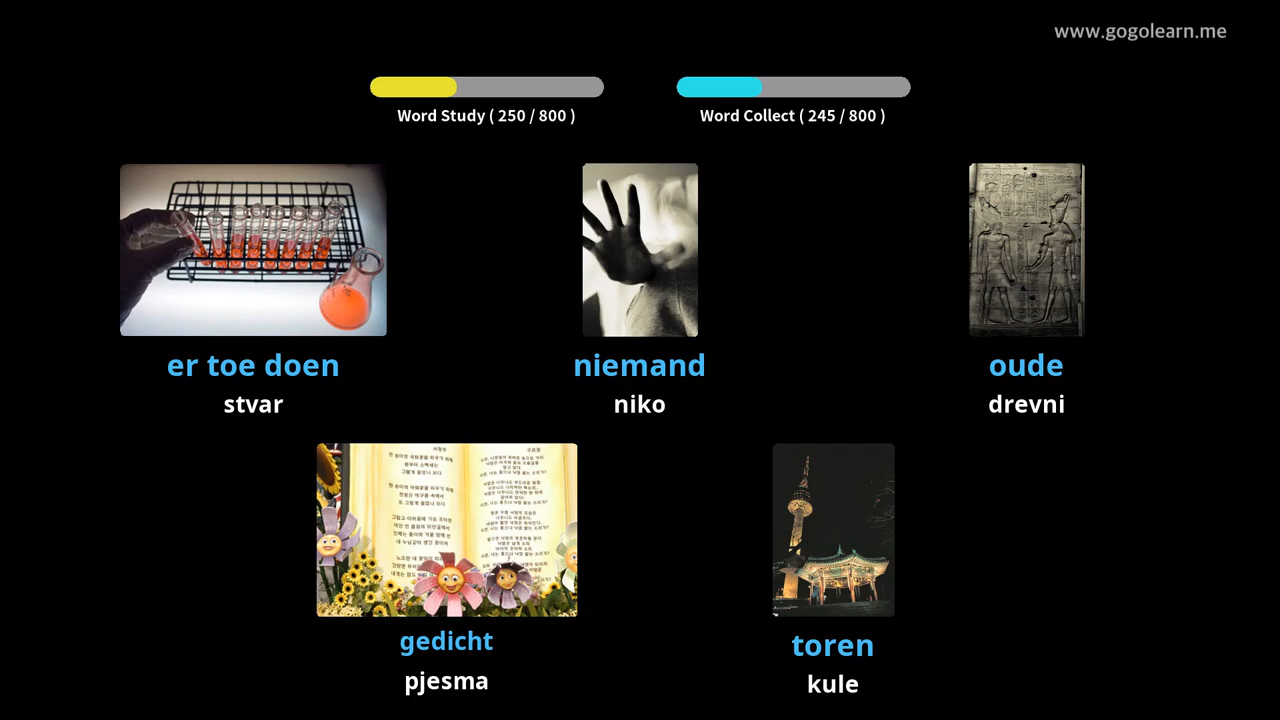 www.gogolearn.me
Word Study ( 250 / 800 )
Word Collect ( 245 / 800 )
er toe doen
stvar
niemand
niko
oude
drevni
gedicht
pjesma
toren
kule